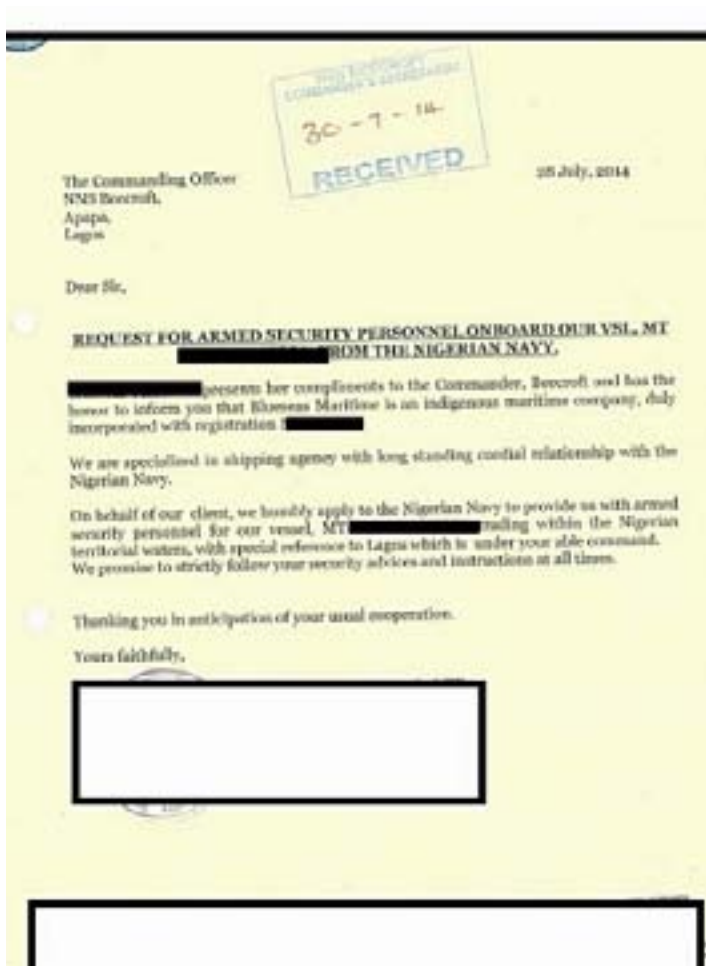 COMMANDER'S SECRETARIAT
30-7-14
RECEIVED
28 July, 2014
The Commanding Officer
NNS Beecroft,
Apapa,
Lagos
Dear Sir,
REQUEST FOR ARMED SECURITY PERSONNEL ONBOARD OUR VSL, MT
FROM THE NIGERIAN NAVY.
presents her compliments to the Commander, Beecroft and has the
honor to inform you that Blueseas Maritime is an indigenous maritime company, duly
incorporated with registration
We are specialized in shipping agency with long standing cordial relationship with the
Nigerian Navy.
On behalf of our client, we humbly apply to the Nigerian Navy to provide us with armed
security personnel for our vessel, MT trading within the Nigerian
territorial waters, with special reference to Lagos which is under your able command.
We promise to strictly follow your security advices and instructions at all times.
Thanking you in anticipation of your usual cooperation.
Yours faithfully,